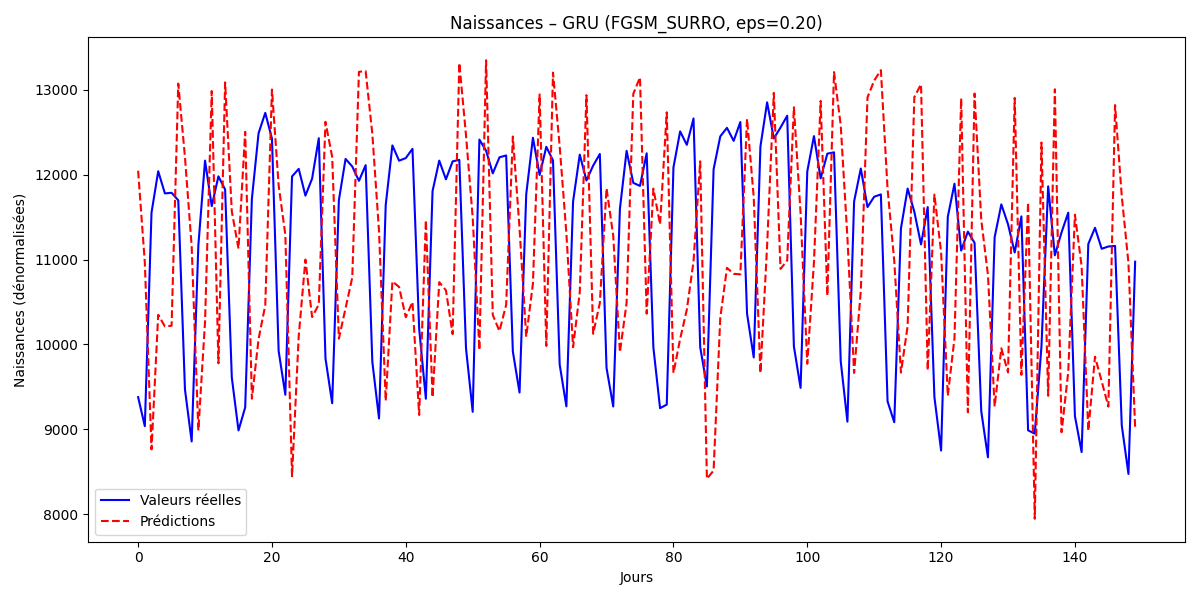 Naissances – GRU (FGSM_SURRO, eps=0.20)
Naissances (dénormalisées)
13000
12000
11000
10000
9000
8000
Valeurs réelles
Prédictions
0 20 40 60 80 100 120 140
Jours